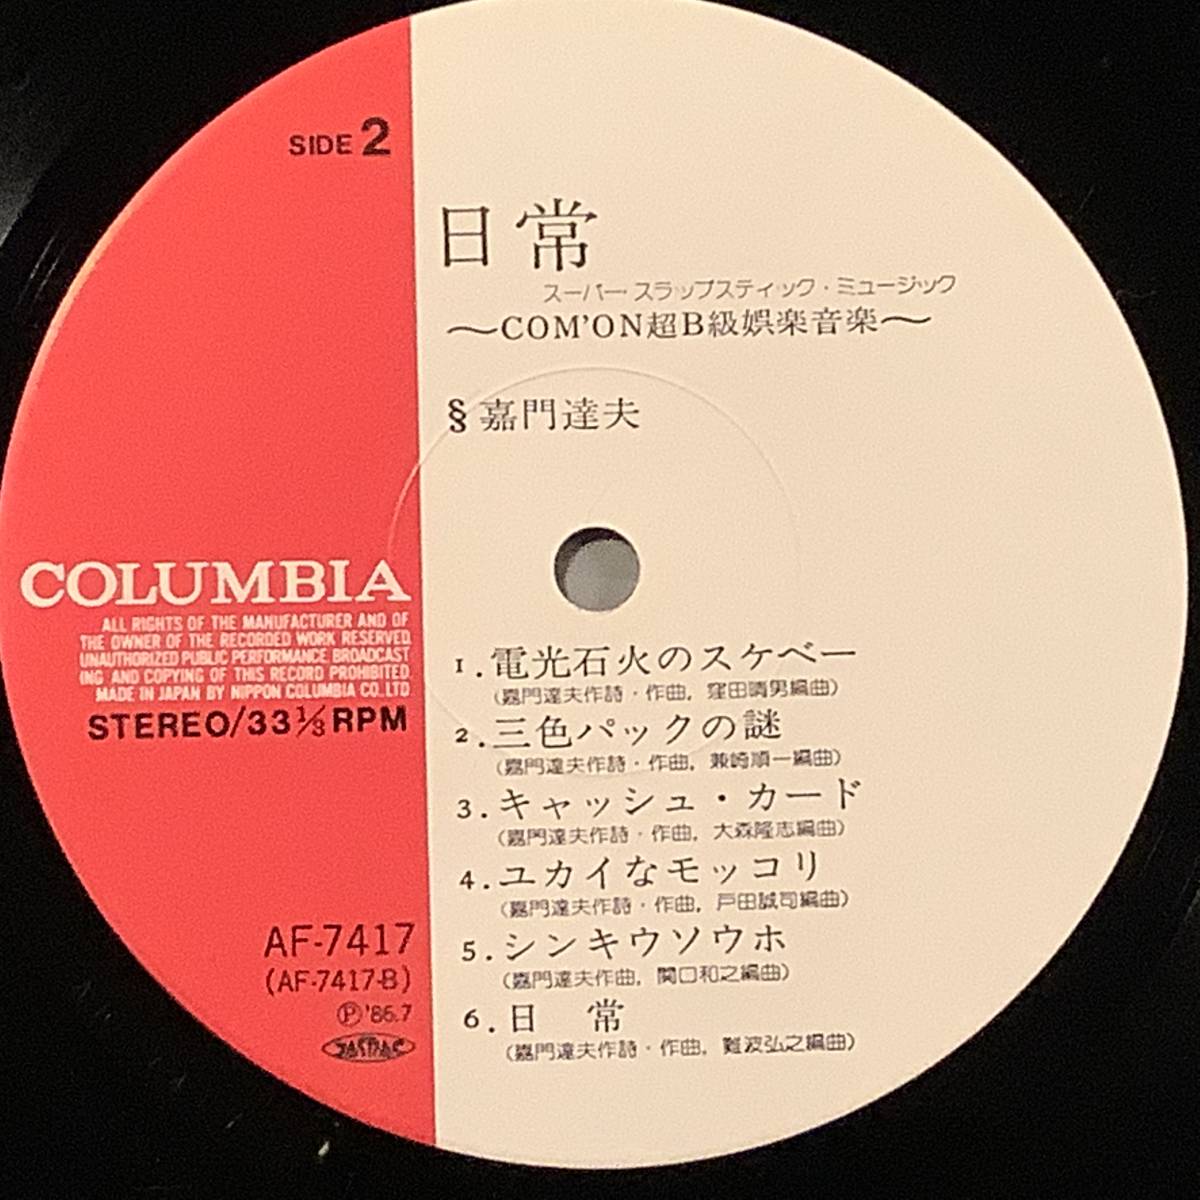 SIDE 2
日常
スーパー・スラップスティック・ミュージック
〜COM'ON超B級娯楽音楽〜
§ 嘉門達夫
COLUMBIA
ALL RIGHTS OF THE MANUFACTURER AND OF
THE OWNER OF THE RECORDED WORK RESERVED.
UNAUTHORIZED PUBLIC PERFORMANCE, BROADCAST
ING AND COPYING OF THIS RECORD PROHIBITED.
MADE IN JAPAN BY NIPPON COLUMBIA CO., LTD
STEREO/33⅓RPM
AF-7417
(AF-7417-B)
Ⓟ'86.7
JASRAC
1.電光石火のスケベー
(嘉門達夫作詩・作曲, 窪田晴男編曲)
2.三色パックの謎
(嘉門達夫作詩・作曲, 兼崎順一編曲)
3.キャッシュ・カード
(嘉門達夫作詩・作曲, 大森隆志編曲)
4.ユカイなモッコリ
(嘉門達夫作詩・作曲, 戸田誠司編曲)
5.シンキウソウホ
(嘉門達夫作曲, 関口和之編曲)
6.日 常
(嘉門達夫作詩・作曲, 難波弘之編曲)